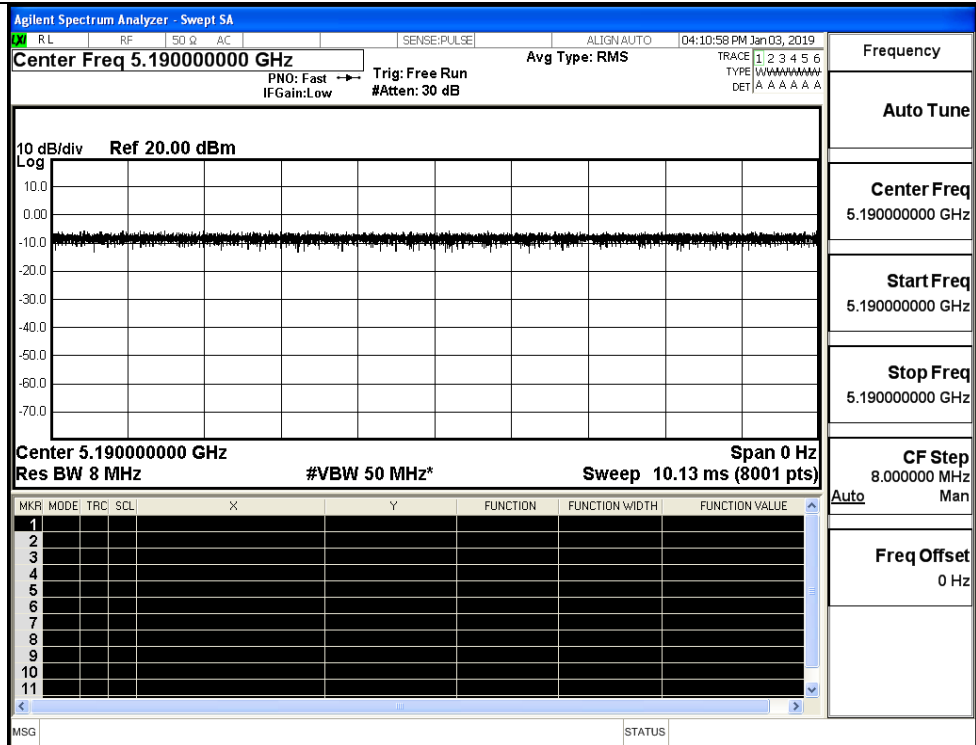 Agilent Spectrum Analyzer - Swept SA
LXI RL RF 50 Ω AC SENSE:PULSE ALIGN AUTO 04:10:58 PM Jan 03, 2019
Center Freq 5.190000000 GHz Avg Type: RMS TRACE 1 2 3 4 5 6
PNO: Fast Trig: Free Run TYPE WWWWWW
IFGain:Low #Atten: 30 dB DET A A A A A A
10 dB/div Ref 20.00 dBm
Log
10.0
0.00
-10.0
-20.0
-30.0
-40.0
-50.0
-60.0
-70.0
Center 5.190000000 GHz Span 0 Hz
Res BW 8 MHz #VBW 50 MHz* Sweep 10.13 ms (8001 pts)
MKR MODE TRC SCL X Y FUNCTION FUNCTION WIDTH FUNCTION VALUE
1
2
3
4
5
6
7
8
9
10
11
MSG STATUS
Frequency
Auto Tune
Center Freq
5.190000000 GHz
Start Freq
5.190000000 GHz
Stop Freq
5.190000000 GHz
CF Step
8.000000 MHz
Auto Man
Freq Offset
0 Hz